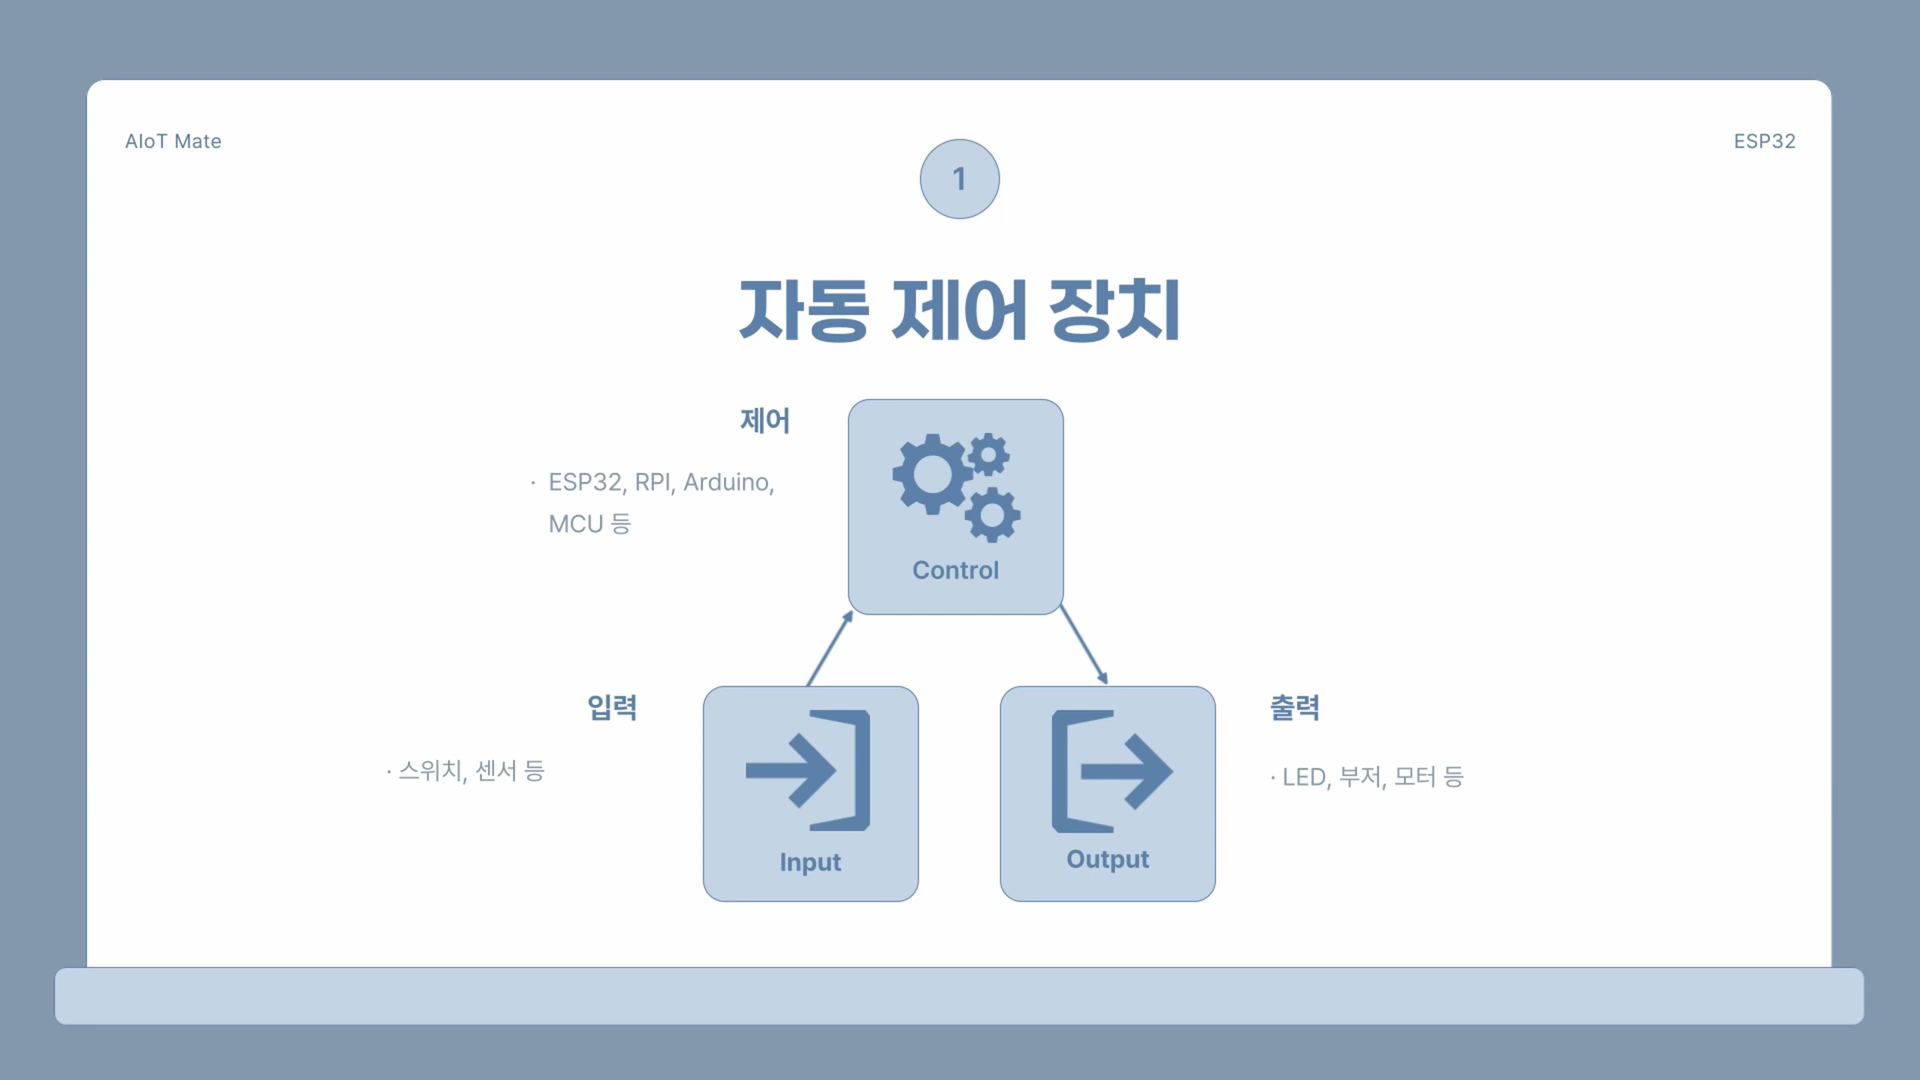 AIoT Mate
ESP32
1
자동 제어 장치
제어
· ESP32, RPI, Arduino,
MCU 등
Control
입력
· 스위치, 센서 등
Input
Output
출력
· LED, 부저, 모터 등